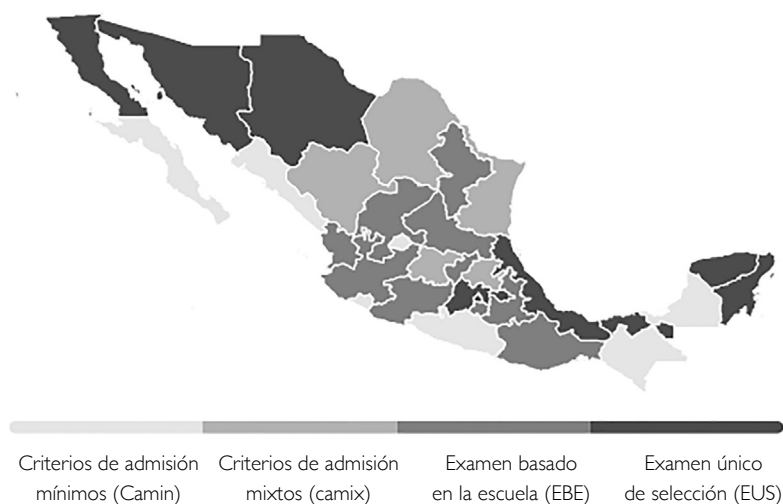 Criterios de admisión
mínimos (Camin)
Criterios de admisión
mixtos (camix)
Examen basado
en la escuela (EBE)
Examen único
de selección (EUS)